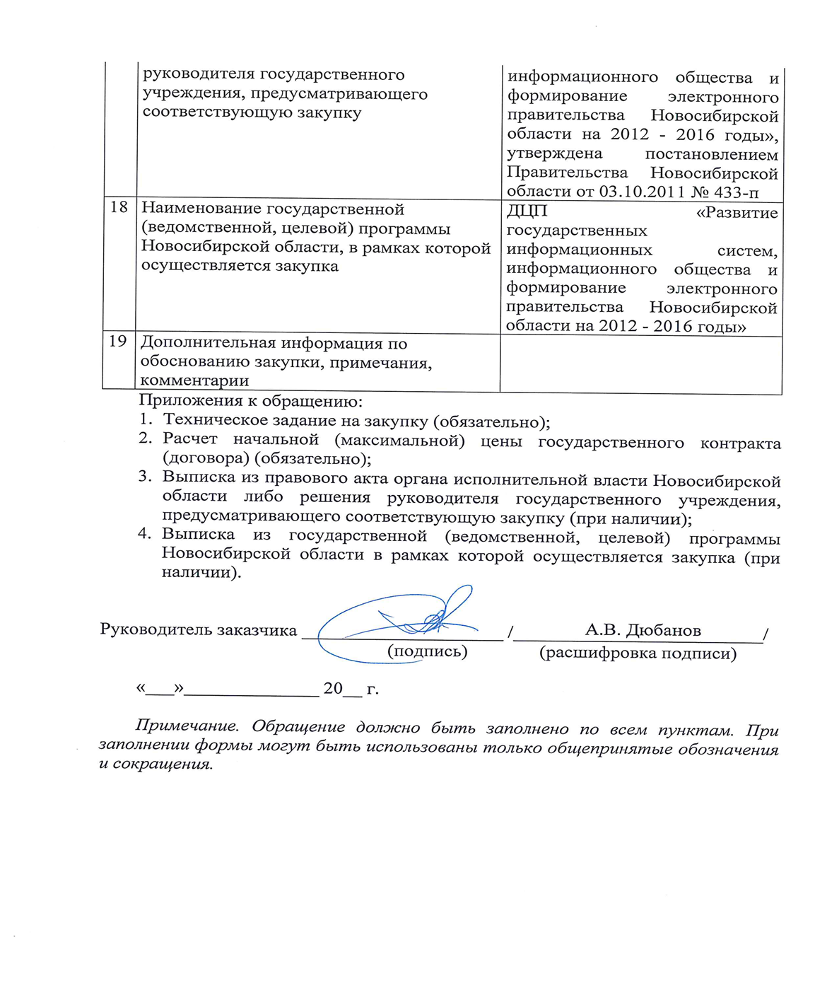 руководителя государственного
учреждения, предусматривающего
соответствующую закупку
информационного общества и
формирование электронного
правительства Новосибирской
области на 2012 - 2016 годы»,
утверждена постановлением
Правительства Новосибирской
области от 03.10.2011 № 433-п
18
Наименование государственной
(ведомственной, целевой) программы
Новосибирской области, в рамках которой
осуществляется закупка
ДЦП «Развитие
государственных
информационных систем,
информационного общества и
формирование электронного
правительства Новосибирской
области на 2012 - 2016 годы»
19
Дополнительная информация по
обоснованию закупки, примечания,
комментарии
Приложения к обращению:
1. Техническое задание на закупку (обязательно);
2. Расчет начальной (максимальной) цены государственного контракта
(договора) (обязательно);
3. Выписка из правового акта органа исполнительной власти Новосибирской
области либо решения руководителя государственного учреждения,
предусматривающего соответствующую закупку (при наличии);
4. Выписка из государственной (ведомственной, целевой) программы
Новосибирской области в рамках которой осуществляется закупка (при
наличии).
Руководитель заказчика ____________________ / А.В. Дюбанов /
(подпись) (расшифровка подписи)
«___»______________ 20__ г.
Примечание. Обращение должно быть заполнено по всем пунктам. При
заполнении формы могут быть использованы только общепринятые обозначения
и сокращения.